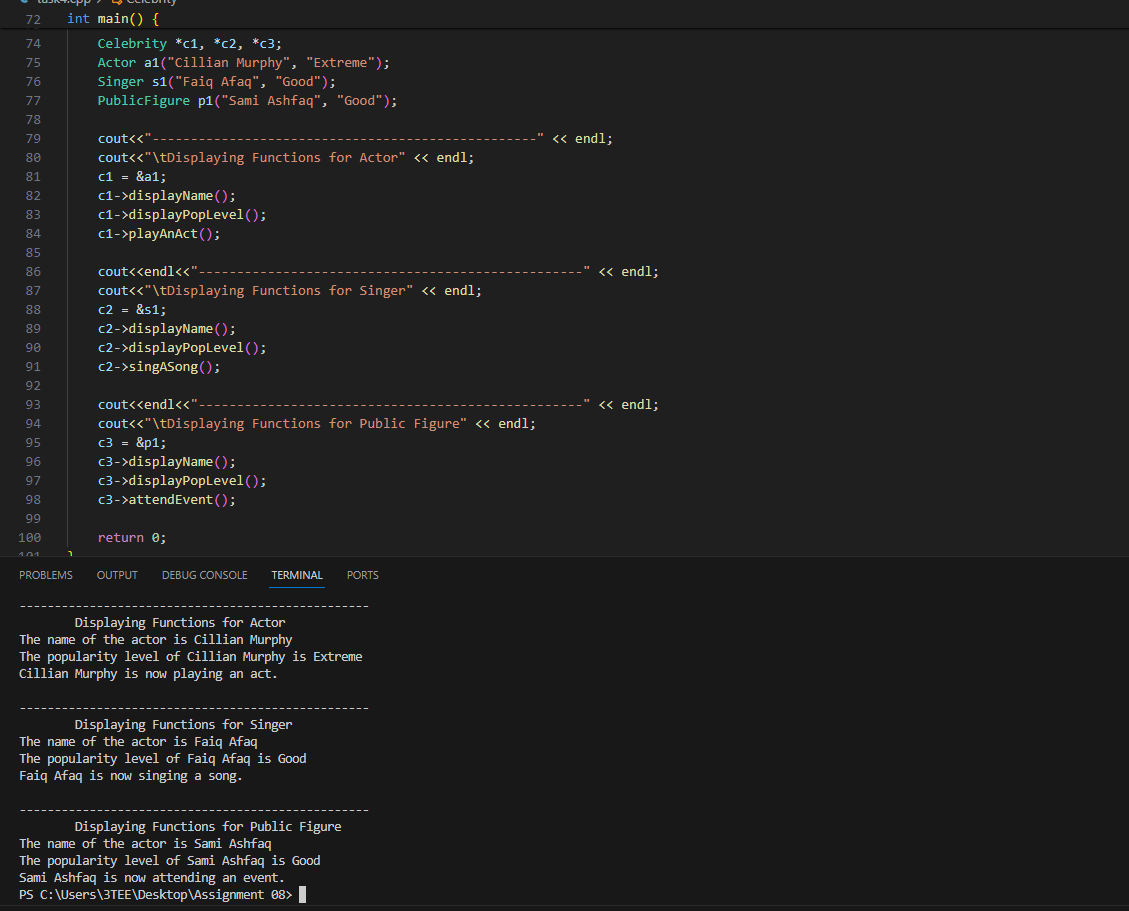 task4.cpp > Celebrity
72 int main() {
74 Celebrity *c1, *c2, *c3;
75 Actor a1("Cillian Murphy", "Extreme");
76 Singer s1("Faiq Afaq", "Good");
77 PublicFigure p1("Sami Ashfaq", "Good");
78
79 cout<<"--------------------------------------------------" << endl;
80 cout<<"\tDisplaying Functions for Actor" << endl;
81 c1 = &a1;
82 c1->displayName();
83 c1->displayPopLevel();
84 c1->playAnAct();
85
86 cout<<endl<<"--------------------------------------------------" << endl;
87 cout<<"\tDisplaying Functions for Singer" << endl;
88 c2 = &s1;
89 c2->displayName();
90 c2->displayPopLevel();
91 c2->singASong();
92
93 cout<<endl<<"--------------------------------------------------" << endl;
94 cout<<"\tDisplaying Functions for Public Figure" << endl;
95 c3 = &p1;
96 c3->displayName();
97 c3->displayPopLevel();
98 c3->attendEvent();
99
100 return 0;
101 }
PROBLEMS OUTPUT DEBUG CONSOLE TERMINAL PORTS
--------------------------------------------------
Displaying Functions for Actor
The name of the actor is Cillian Murphy
The popularity level of Cillian Murphy is Extreme
Cillian Murphy is now playing an act.
--------------------------------------------------
Displaying Functions for Singer
The name of the actor is Faiq Afaq
The popularity level of Faiq Afaq is Good
Faiq Afaq is now singing a song.
--------------------------------------------------
Displaying Functions for Public Figure
The name of the actor is Sami Ashfaq
The popularity level of Sami Ashfaq is Good
Sami Ashfaq is now attending an event.
PS C:\Users\3TEE\Desktop\Assignment 08>